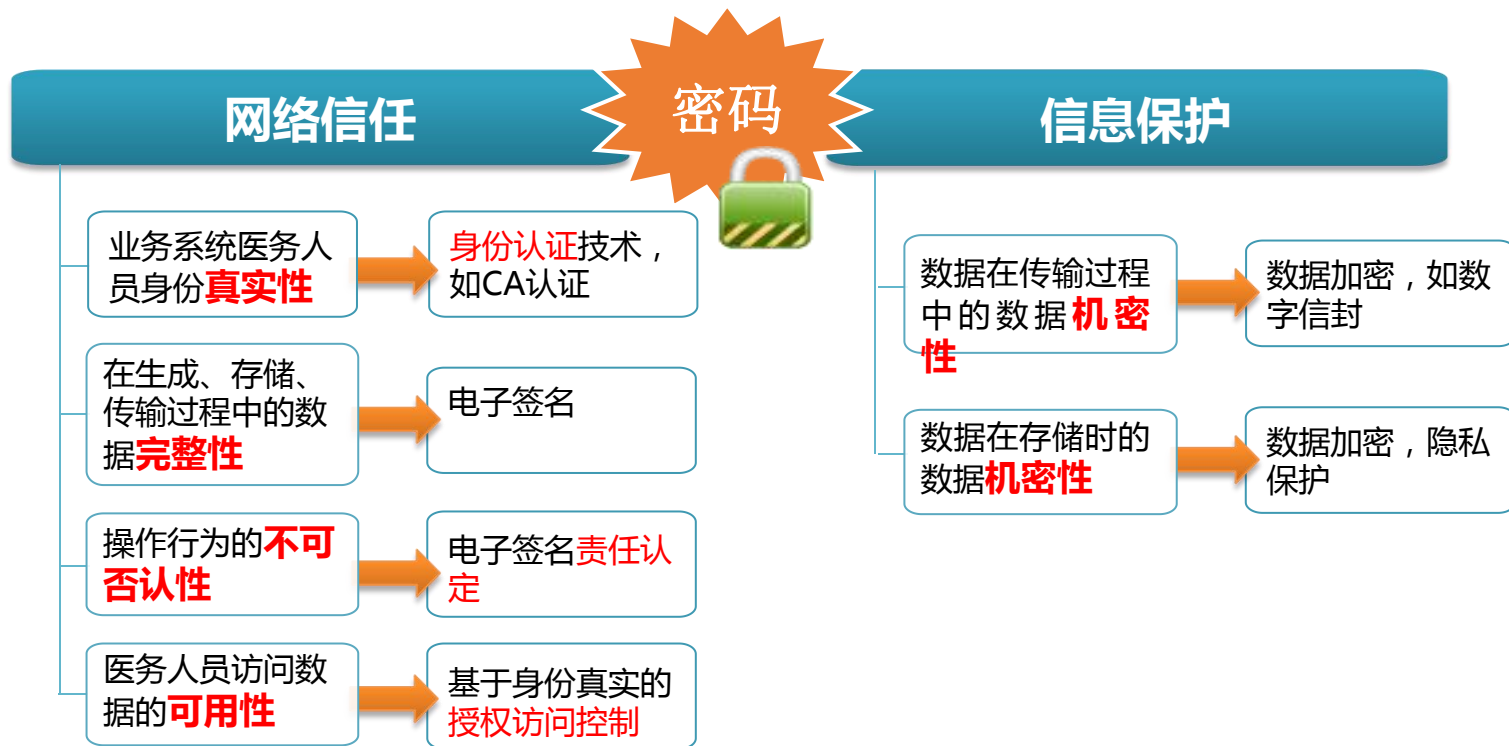 网络信任
密码
信息保护
业务系统医务人
员身份真实性
身份认证技术，
如CA认证
在生成、存储、
传输过程中的数
据完整性
电子签名
操作行为的不可
否认性
电子签名责任认
定
医务人员访问数
据的可用性
基于身份真实的
授权访问控制
数据在传输过程
中的数据机密
性
数据加密，如数
字信封
数据在存储时的
数据机密性
数据加密，隐私
保护